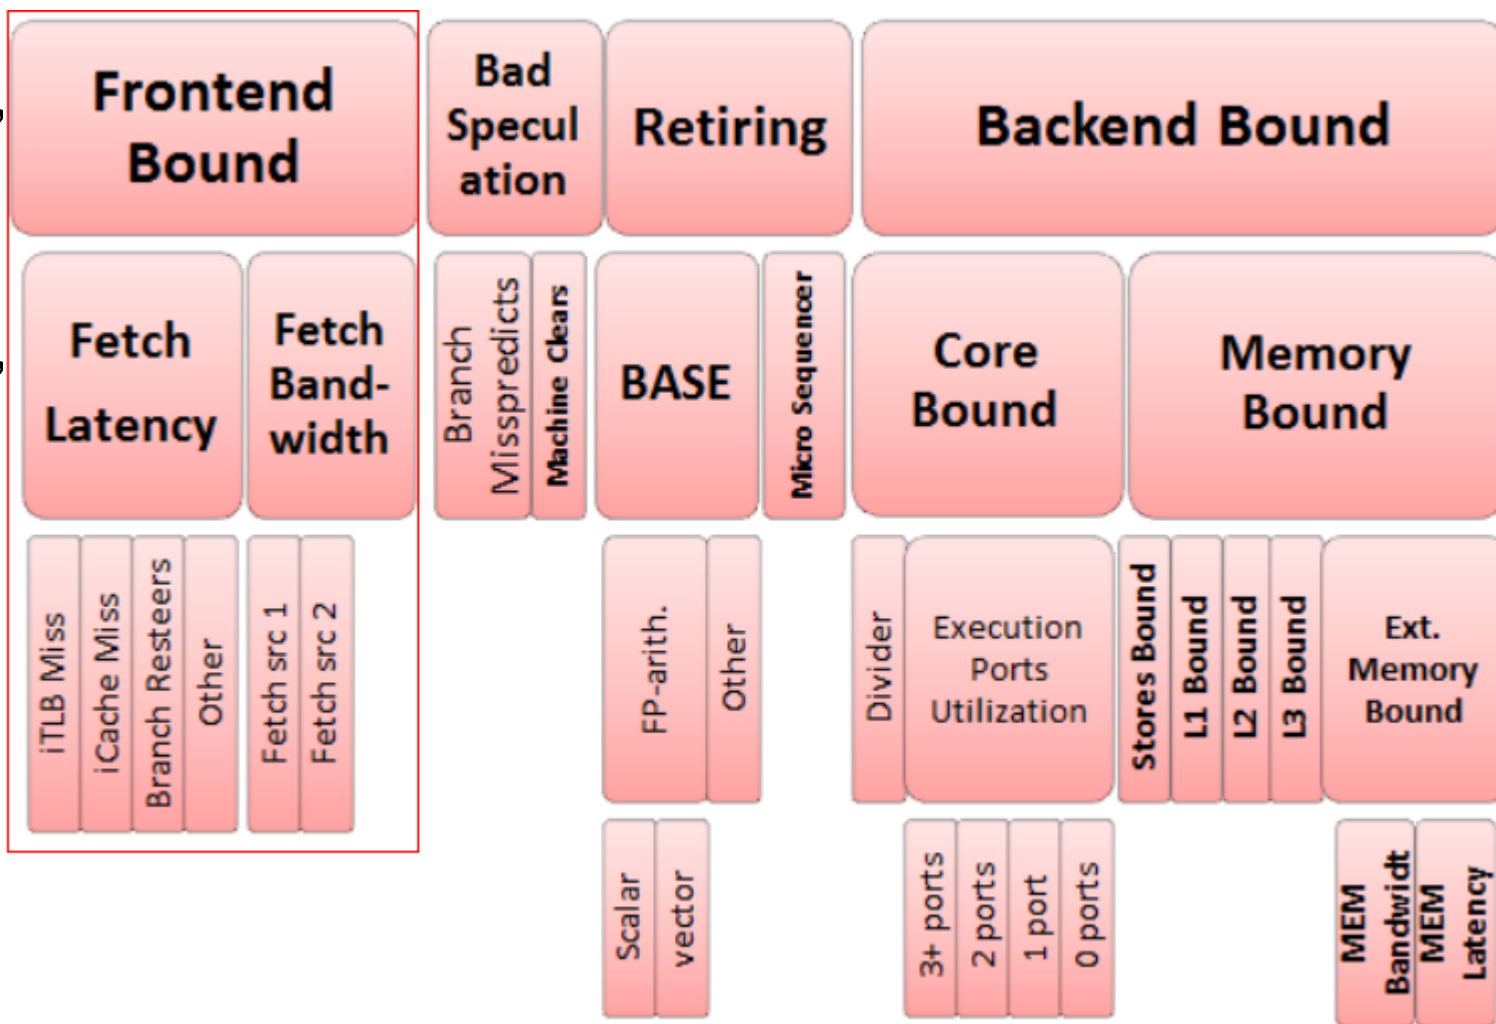 Frontend
Bound
Bad
Specul
ation
Retiring
Backend Bound
Fetch
Latency
Fetch
Band-
width
Branch
Misspredicts
Machine Clears
BASE
Micro Sequencer
Core
Bound
Memory
Bound
iTLB Miss
iCache Miss
Branch Resteers
Other
Fetch src 1
Fetch src 2
FP-arith.
Other
Divider
Execution
Ports
Utilization
Stores Bound
L1 Bound
L2 Bound
L3 Bound
Ext.
Memory
Bound
Scalar
vector
3+ ports
2 ports
1 port
0 ports
MEM
Bandwidt
MEM
Latency